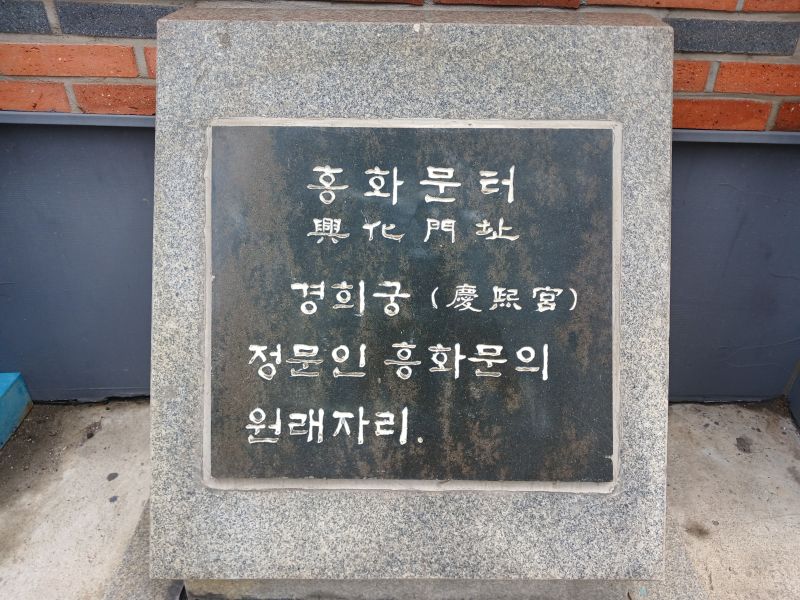 흥화문터
興化門址
경희궁(慶熙宮)
정문인 흥화문의
원래자리.